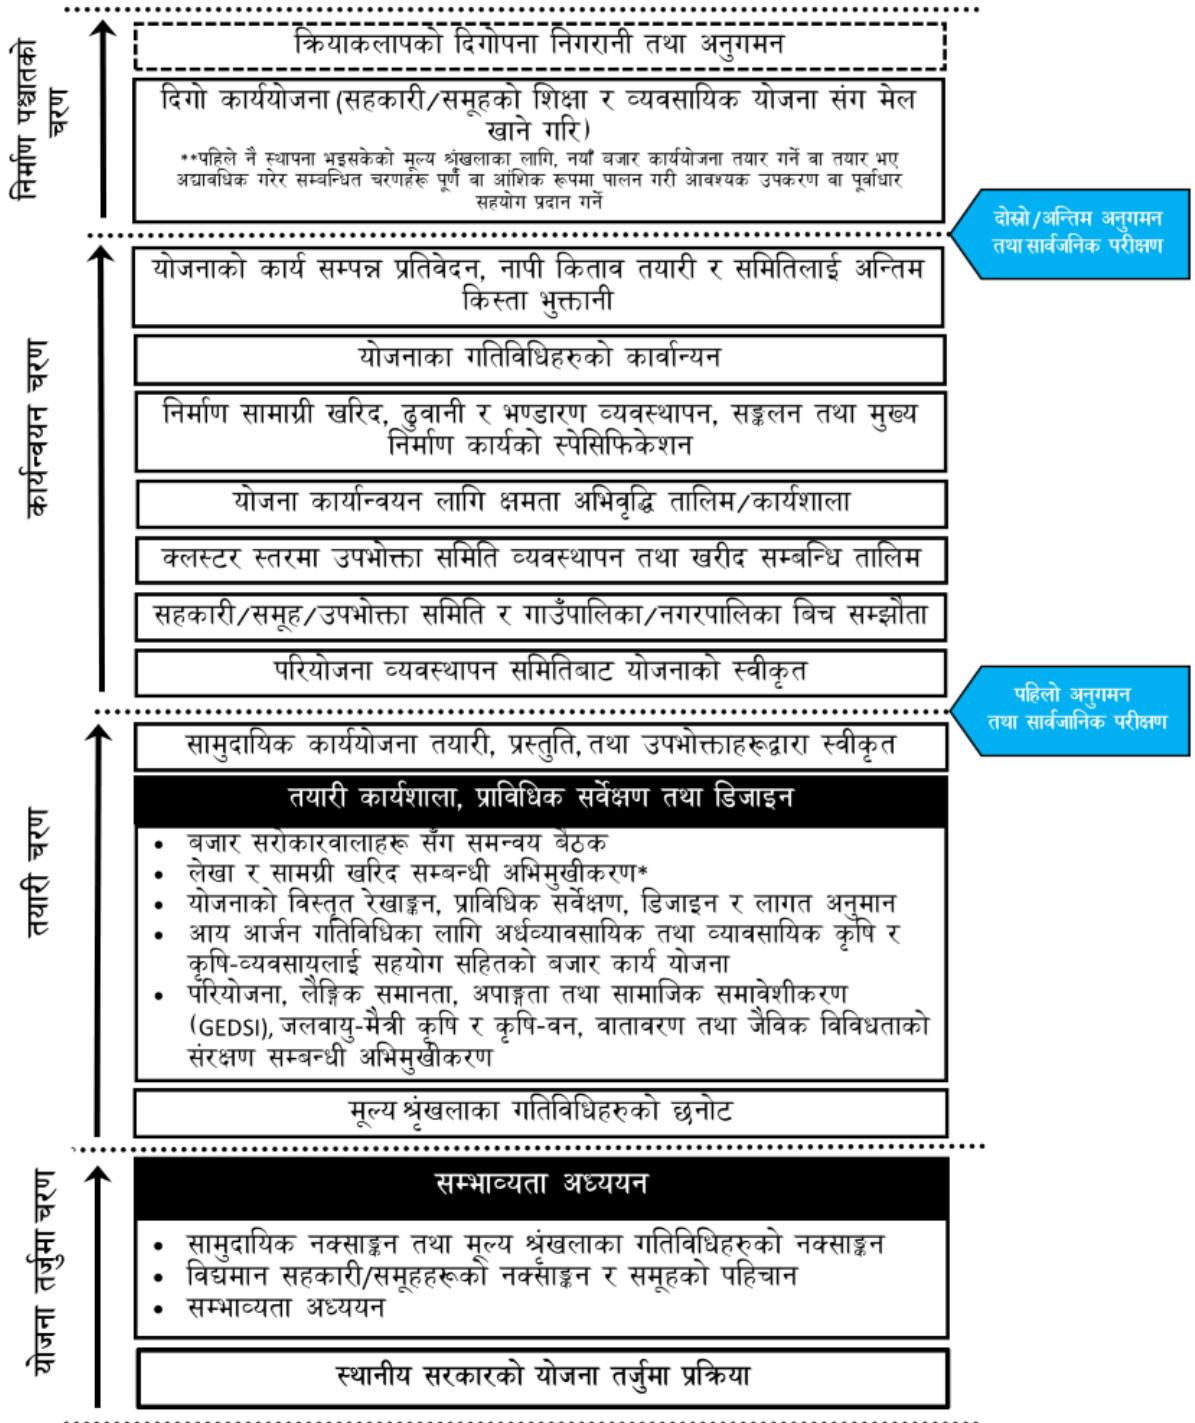 क्रियाकलापको दिगोपना निगरानी तथा अनुगमन
निर्माण पश्चातको
चरण
दिगो कार्ययोजना (सहकारी/समूहको शिक्षा र व्यवसायिक योजना संग मेल
खाने गरि)
**पहिले नै स्थापना भइसकेको मूल्य श्रृंखलाका लागि, नयाँ बजार कार्ययोजना तयार गर्ने वा तयार भए
अद्यावधिक गरेर सम्बन्धित चरणहरू पूर्ण वा आंशिक रूपमा पालन गरी आवश्यक उपकरण वा पूर्वाधार
सहयोग प्रदान गर्ने
दोस्रो/अन्तिम अनुगमन
तथा सार्वजनिक परीक्षण
कार्यन्वयन चरण
योजनाको कार्य सम्पन्न प्रतिवेदन, नापी किताव तयारी र समितिलाई अन्तिम
किस्ता भुक्तानी
योजनाका गतिविधिहरुको कार्वान्यन
निर्माण सामाग्री खरिद, ढुवानी र भण्डारण व्यवस्थापन, सङ्कलन तथा मुख्य
निर्माण कार्यको स्पेसिफिकेशन
योजना कार्यान्वयन लागि क्षमता अभिवृद्धि तालिम/कार्यशाला
क्लस्टर स्तरमा उपभोक्ता समिति व्यवस्थापन तथा खरीद सम्बन्धि तालिम
सहकारी/समूह/उपभोक्ता समिति र गाउँपालिका/नगरपालिका बिच सम्झौता
परियोजना व्यवस्थापन समितिबाट योजनाको स्वीकृत
पहिलो अनुगमन
तथा सार्वजानिक परीक्षण
तयारी चरण
सामुदायिक कार्ययोजना तयारी, प्रस्तुति, तथा उपभोक्ताहरूद्वारा स्वीकृत
तयारी कार्यशाला, प्राविधिक सर्वेक्षण तथा डिजाइन
• बजार सरोकारवालाहरू सँग समन्वय बैठक
• लेखा र सामग्री खरिद सम्बन्धी अभिमुखीकरण*
• योजनाको विस्तृत रेखाङ्कन, प्राविधिक सर्वेक्षण, डिजाइन र लागत अनुमान
• आय आर्जन गतिविधिका लागि अर्धव्यावसायिक तथा व्यावसायिक कृषि र
कृषि-व्यवसायलाई सहयोग सहितको बजार कार्य योजना
• परियोजना, लैङ्गिक समानता, अपाङ्गता तथा सामाजिक समावेशीकरण
(GEDSI), जलवायु-मैत्री कृषि र कृषि-वन, वातावरण तथा जैविक विविधताको
संरक्षण सम्बन्धी अभिमुखीकरण
मूल्य श्रृंखलाका गतिविधिहरुको छनोट
योजना तर्जुमा चरण
सम्भाव्यता अध्ययन
• सामुदायिक नक्साङ्कन तथा मूल्य श्रृंखलाका गतिविधिहरुको नक्साङ्कन
• विद्यमान सहकारी/समूहहरूको नक्साङ्कन र समूहको पहिचान
• सम्भाव्यता अध्ययन
स्थानीय सरकारको योजना तर्जुमा प्रक्रिया